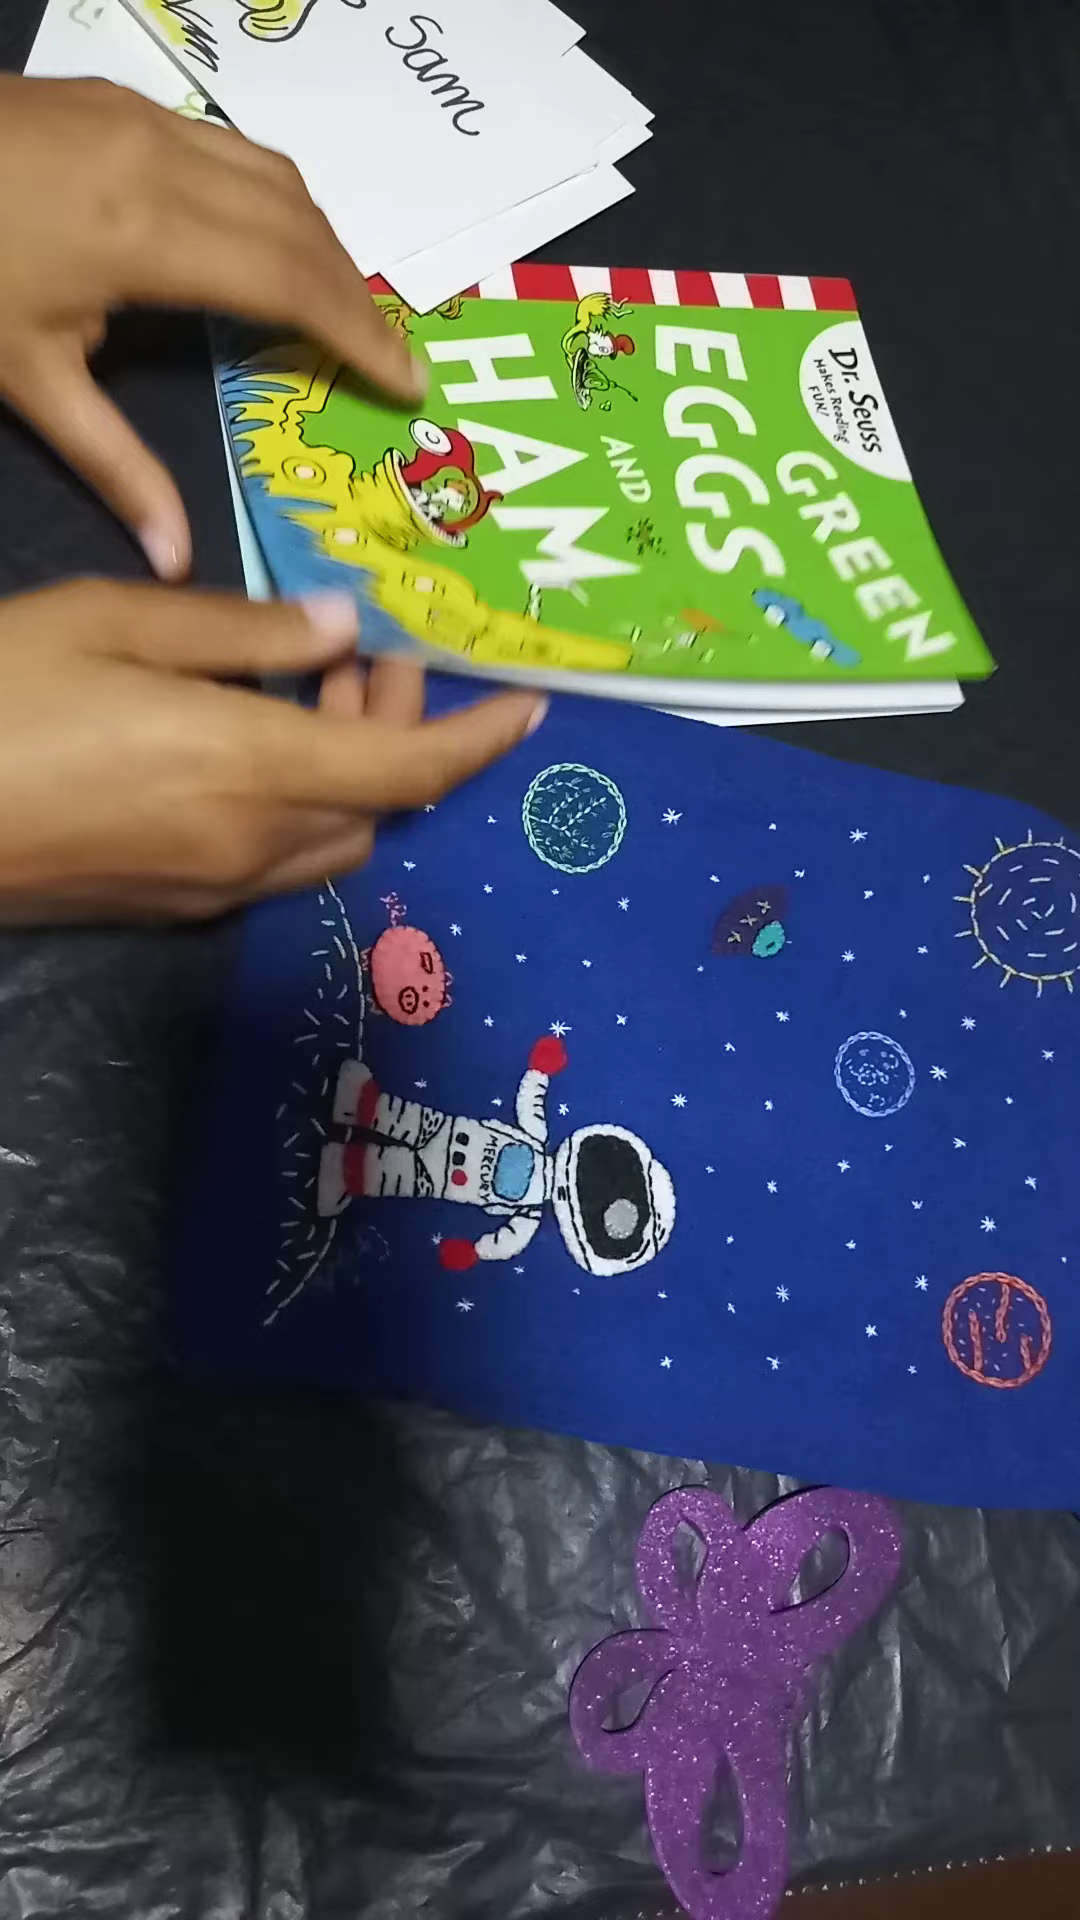 Sam
Dr. Seuss
Makes Reading
FUN!
GREEN
EGGS
AND
HAM
MERCURY